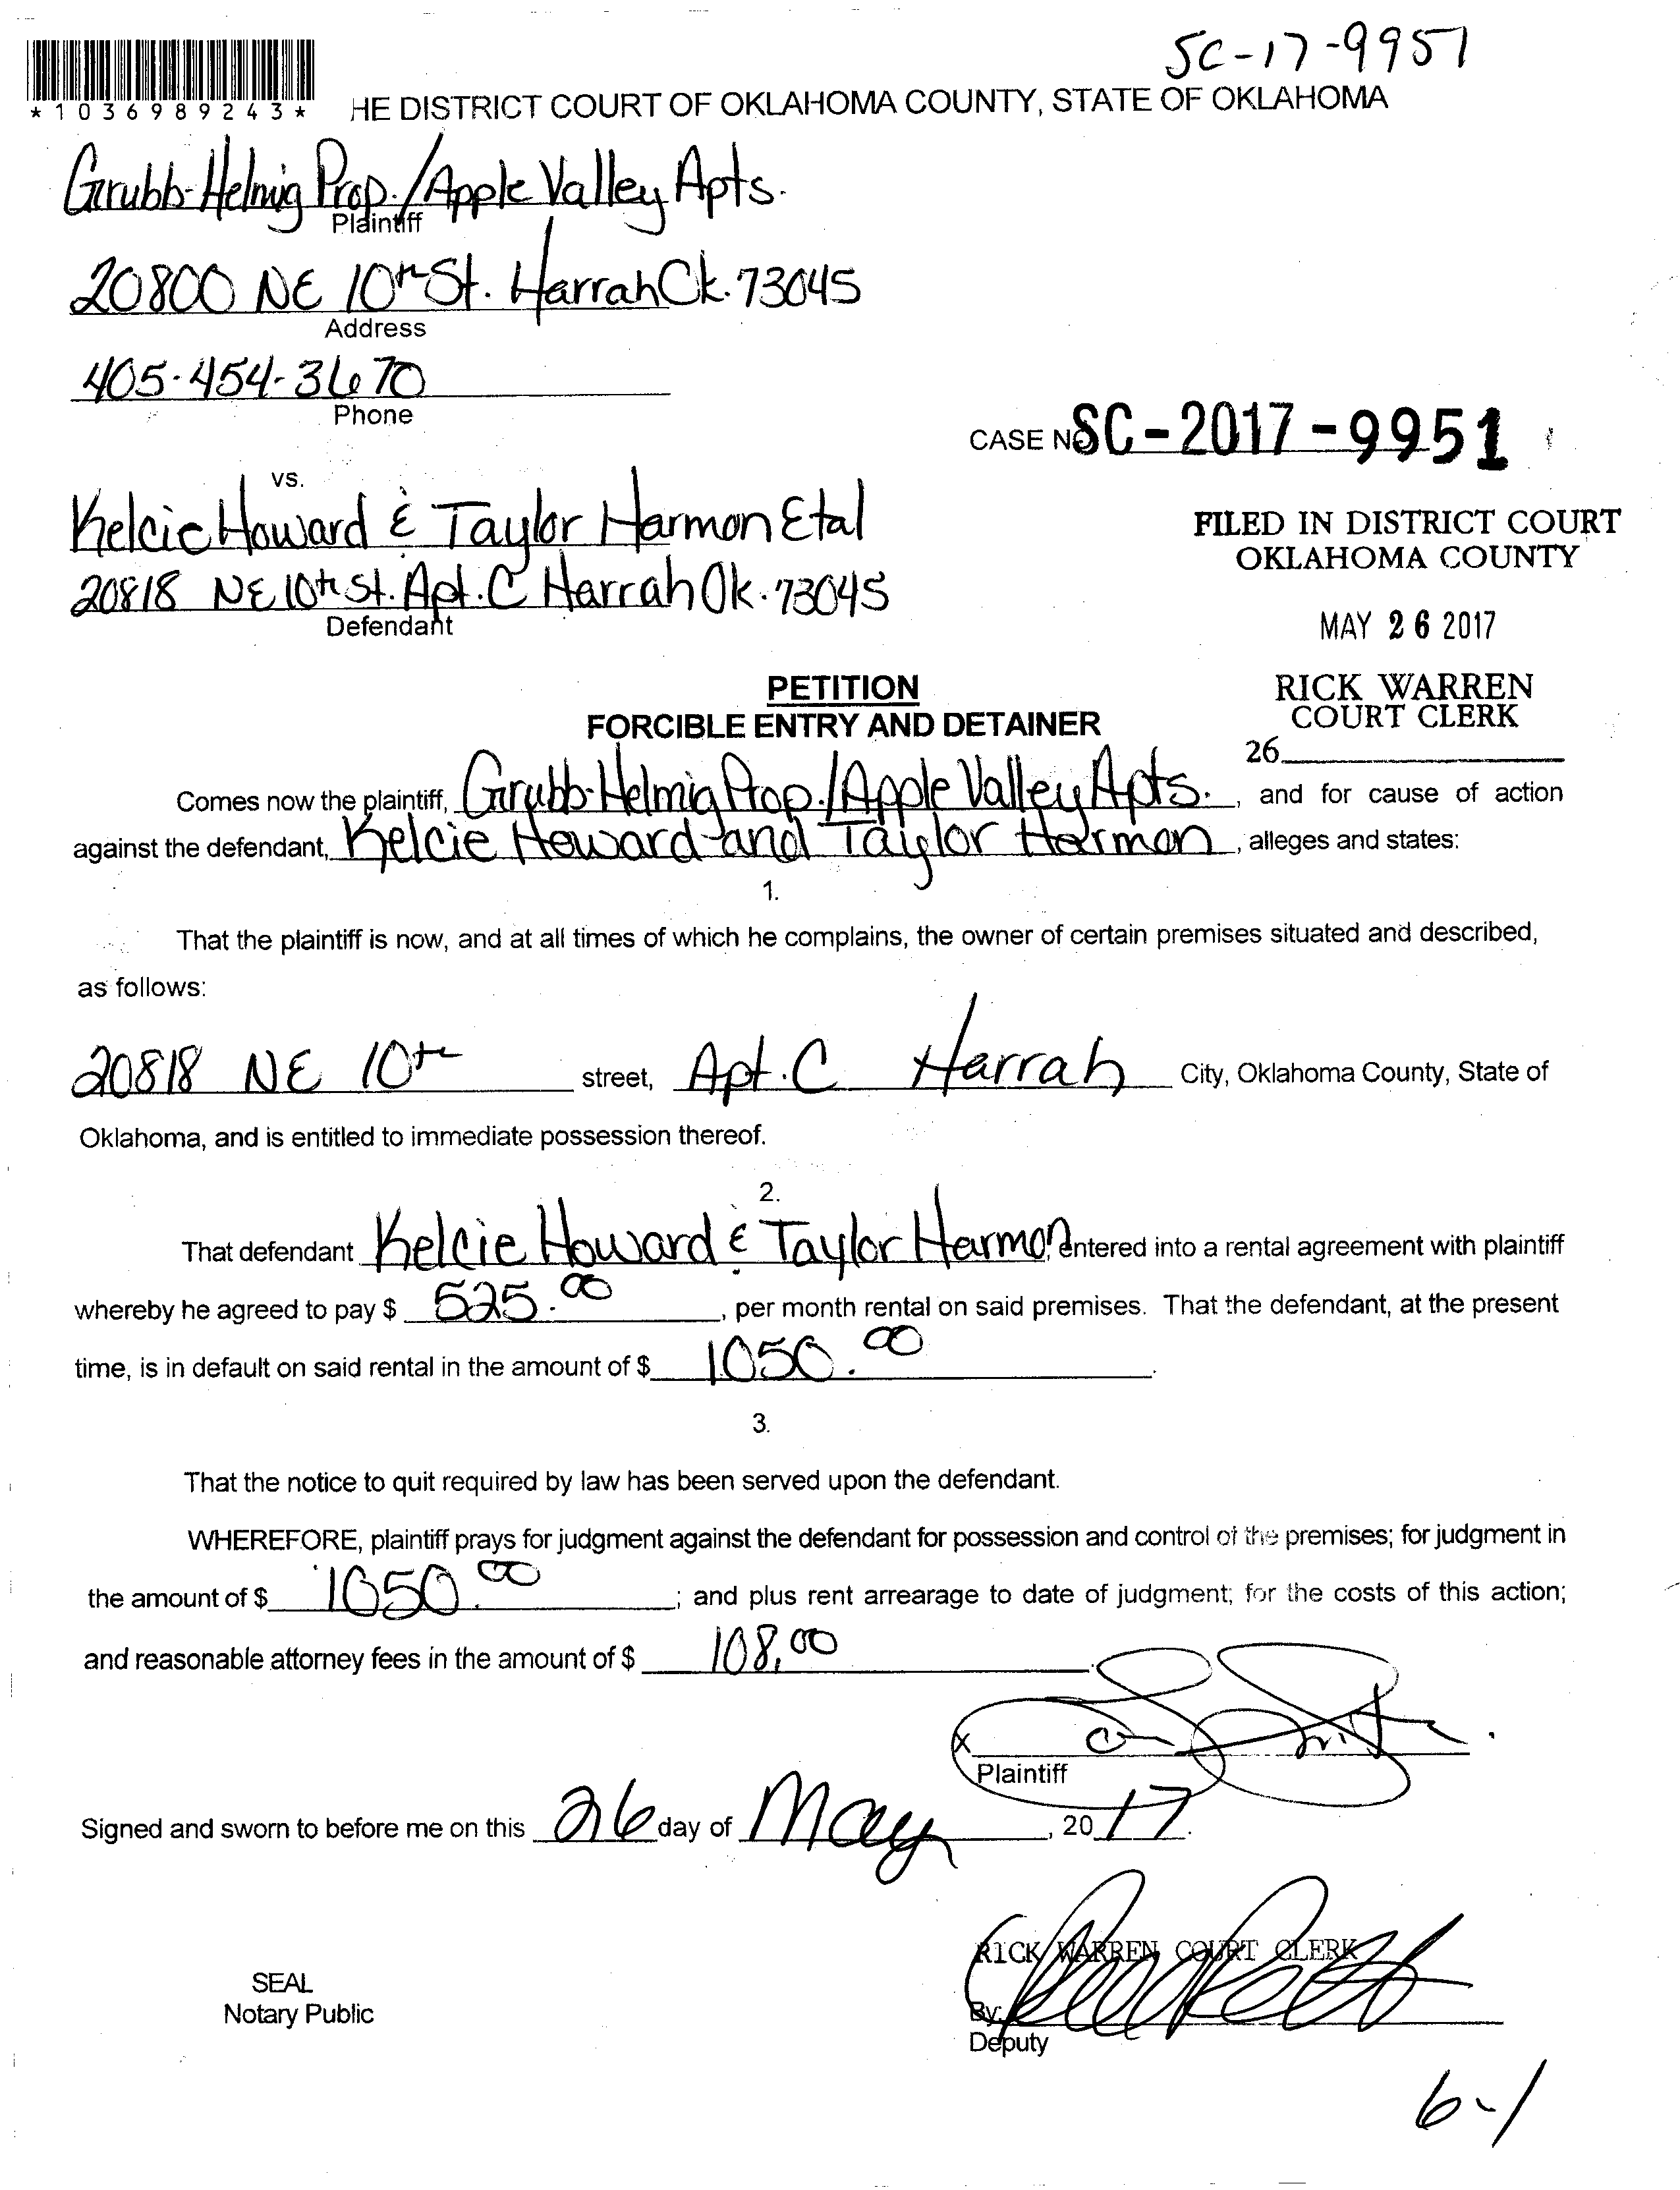 SC-17-9951
*1036989243*
HE DISTRICT COURT OF OKLAHOMA COUNTY, STATE OF OKLAHOMA
Grubb-Helmig Prop./Apple Valley Apts.
Plaintiff
20800 NE 10th St. Harrah Ok. 73045
Address
405-454-3670
Phone
CASE No SC-2017-9951
vs.
Kelcie Howard & Taylor Harmon Etal
20818 NE 10th St. Apt. C Harrah Ok. 73045
Defendant
FILED IN DISTRICT COURT
OKLAHOMA COUNTY
MAY 26 2017
RICK WARREN
COURT CLERK
26
PETITION
FORCIBLE ENTRY AND DETAINER
Comes now the plaintiff, Grubb-Helmig Prop./Apple Valley Apts. , and for cause of action
against the defendant, Kelcie Howard and Taylor Harmon , alleges and states:
1.
That the plaintiff is now, and at all times of which he complains, the owner of certain premises situated and described,
as follows:
20818 NE 10th street, Apt. C Harrah City, Oklahoma County, State of
Oklahoma, and is entitled to immediate possession thereof.
2.
That defendant Kelcie Howard & Taylor Harmon, entered into a rental agreement with plaintiff
whereby he agreed to pay $ 525.00 , per month rental on said premises. That the defendant, at the present
time, is in default on said rental in the amount of $ 1050.00 .
3.
That the notice to quit required by law has been served upon the defendant.
WHEREFORE, plaintiff prays for judgment against the defendant for possession and control of the premises; for judgment in
the amount of $ 1050.00 ; and plus rent arrearage to date of judgment; for the costs of this action;
and reasonable attorney fees in the amount of $ 108.00 .
x
Plaintiff
Signed and sworn to before me on this 26 day of May , 20 17.
RICK WARREN COURT CLERK
SEAL
Notary Public
By:
Deputy
6-1